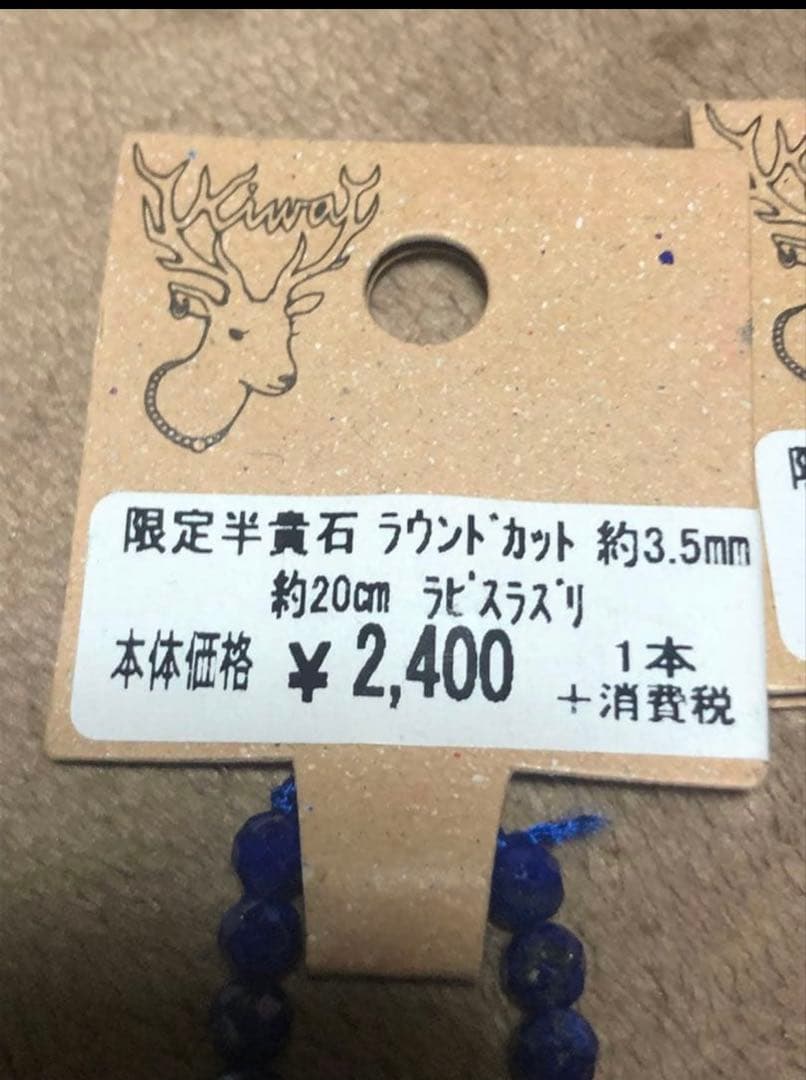 Kiwa
限定半貴石 ラウンドカット 約3.5mm
約20cm ラピスラズリ
本体価格 ¥2,400 1本
+消費税
限